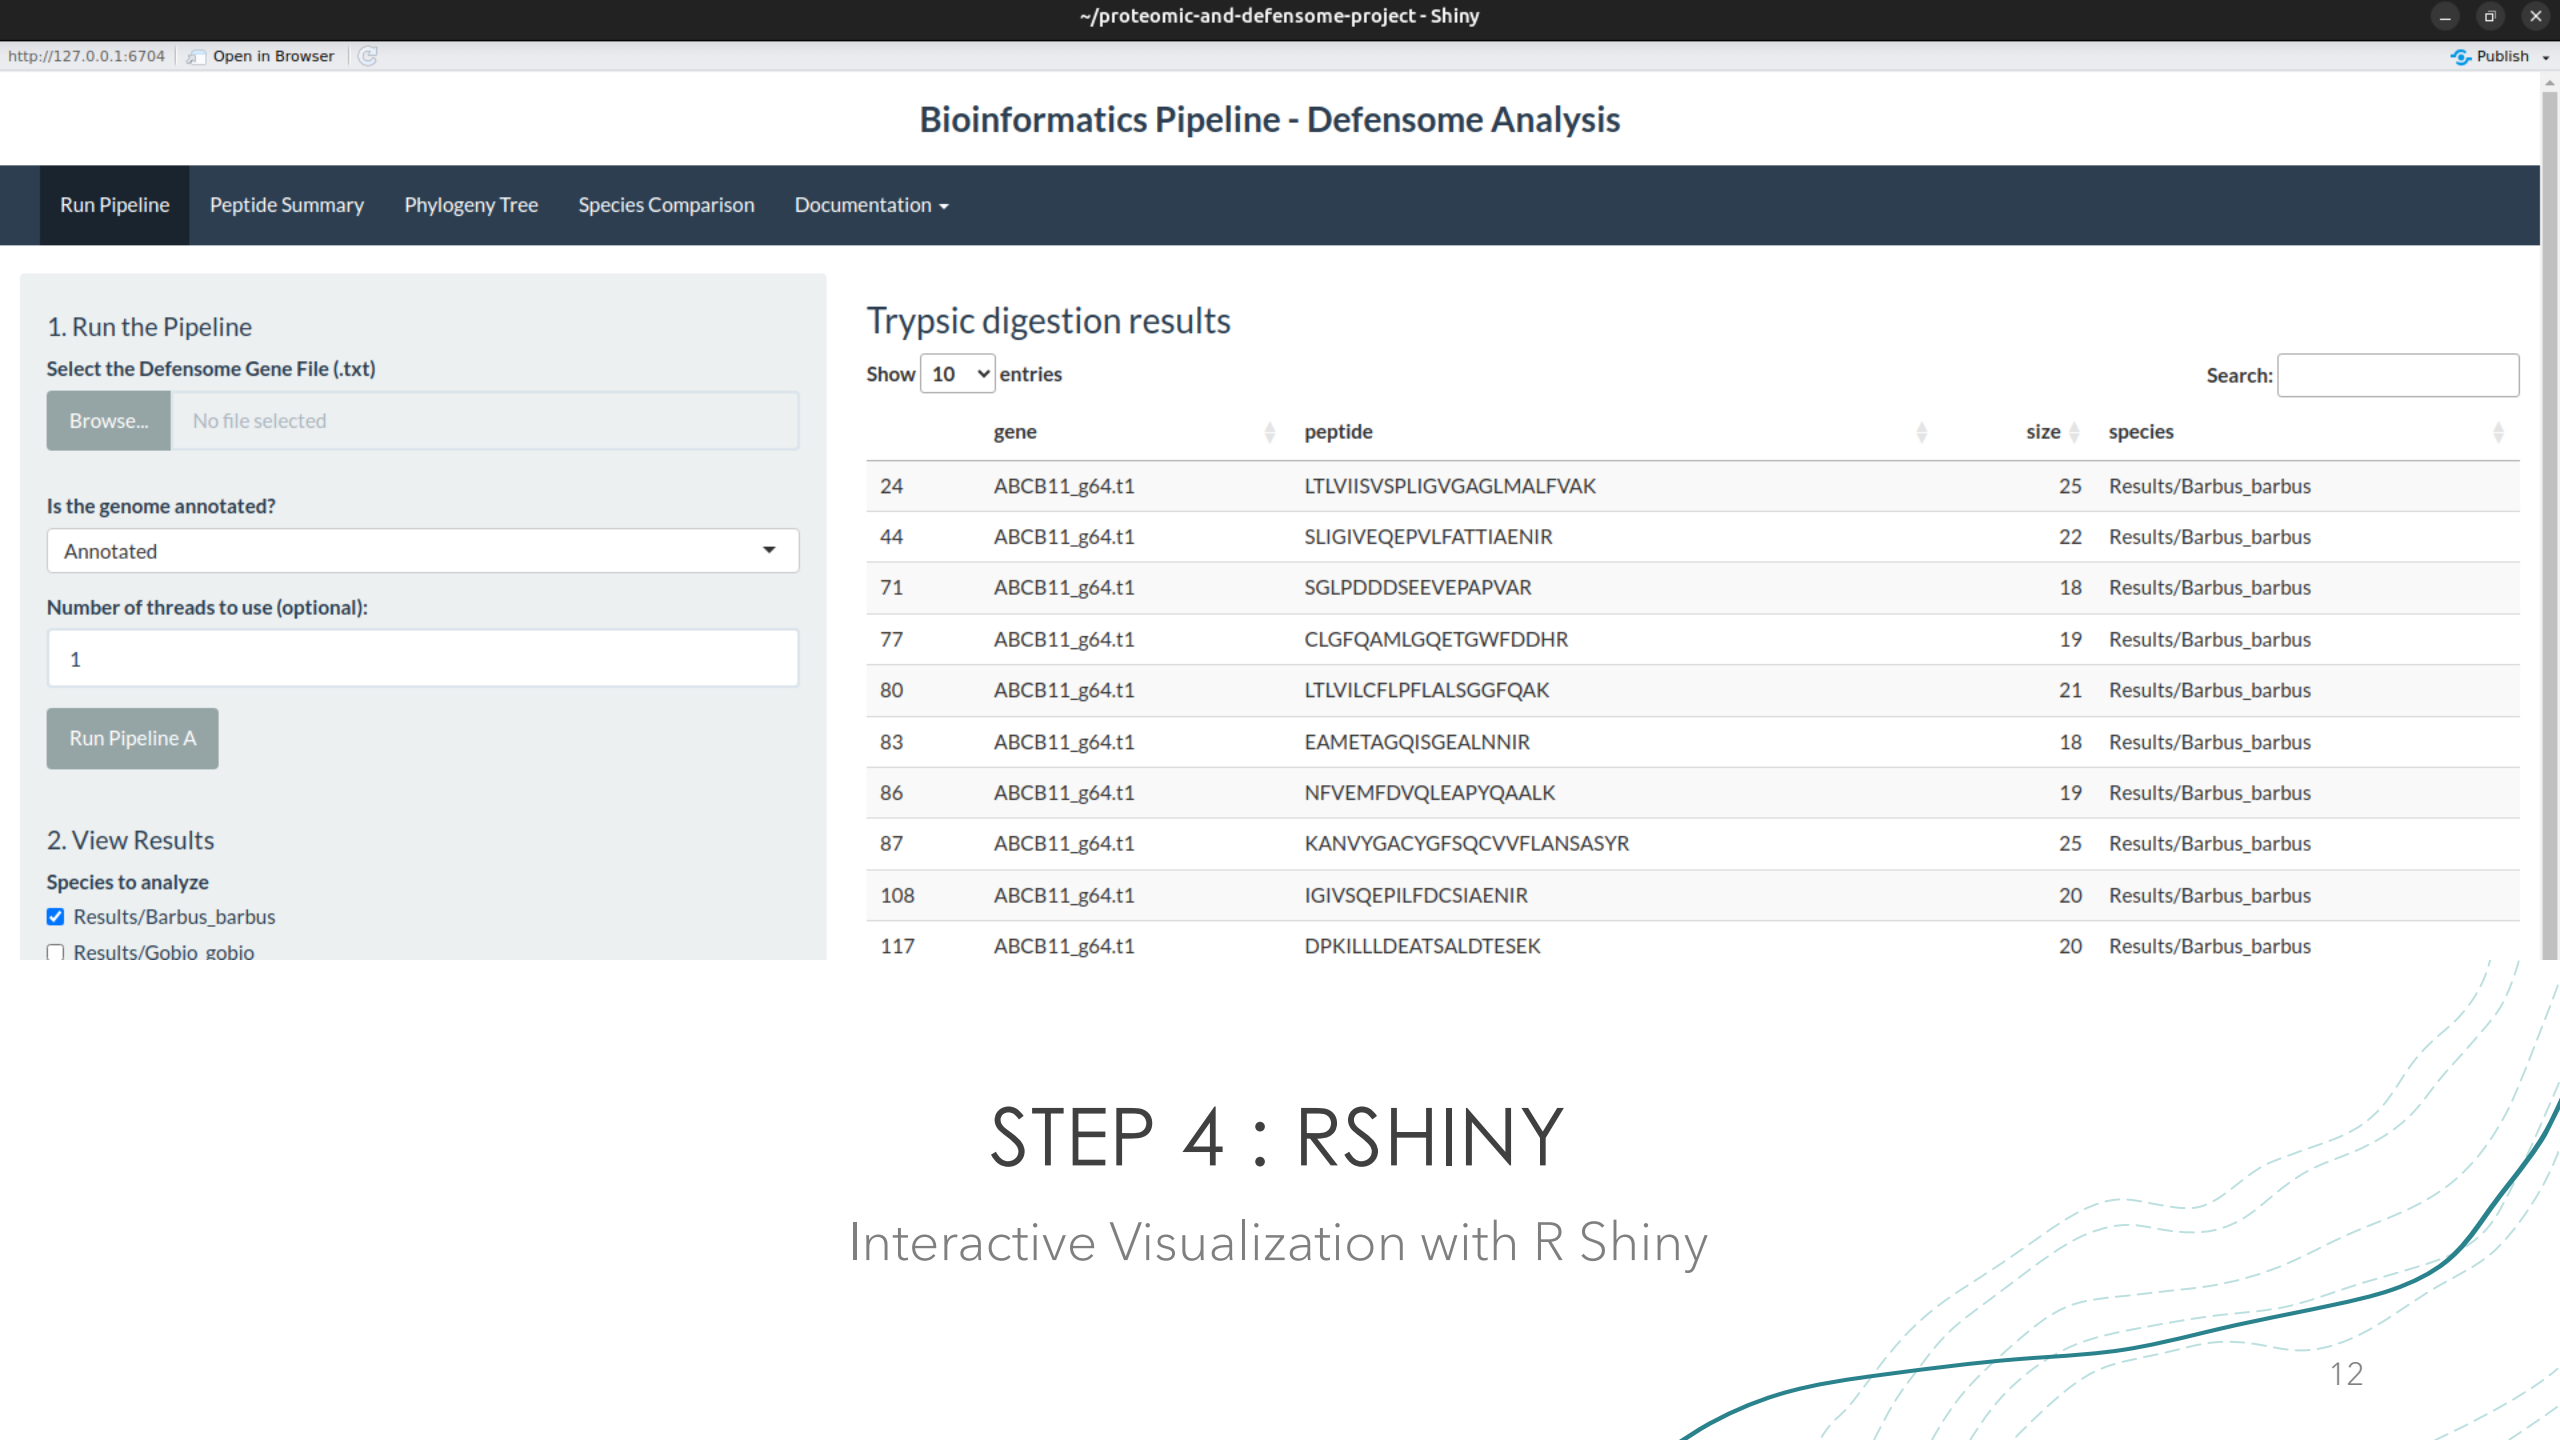 ~/proteomic-and-defensome-project - Shiny
http://127.0.0.1:6704 Open in Browser Publish
Bioinformatics Pipeline - Defensome Analysis
Run Pipeline Peptide Summary Phylogeny Tree Species Comparison Documentation
1. Run the Pipeline
Select the Defensome Gene File (.txt)
Browse... No file selected
Is the genome annotated?
Annotated
Number of threads to use (optional):
1
Run Pipeline A
2. View Results
Species to analyze
Results/Barbus_barbus
Results/Gobio_gobio
Trypsic digestion results
Show 10 entries Search:
gene peptide size species
24 ABCB11_g64.t1 LTLVIISVSPLIGVGAGLMALFVAK 25 Results/Barbus_barbus
44 ABCB11_g64.t1 SLIGIVEQEPVLFATTIAENIR 22 Results/Barbus_barbus
71 ABCB11_g64.t1 SGLPDDDSEEVEPAPVAR 18 Results/Barbus_barbus
77 ABCB11_g64.t1 CLGFQAMLGQETGWFDDHR 19 Results/Barbus_barbus
80 ABCB11_g64.t1 LTLVILCFLPFLALSGGFQAK 21 Results/Barbus_barbus
83 ABCB11_g64.t1 EAMETAGQISGEALNNIR 18 Results/Barbus_barbus
86 ABCB11_g64.t1 NFVEMFDVQLEAPYQAALK 19 Results/Barbus_barbus
87 ABCB11_g64.t1 KANVYGACYGFSQCVVFLANSASYR 25 Results/Barbus_barbus
108 ABCB11_g64.t1 IGIVSQEPILFDCSIAENIR 20 Results/Barbus_barbus
117 ABCB11_g64.t1 DPKILLLDEATSALDTESEK 20 Results/Barbus_barbus
STEP 4 : RSHINY
Interactive Visualization with R Shiny
12